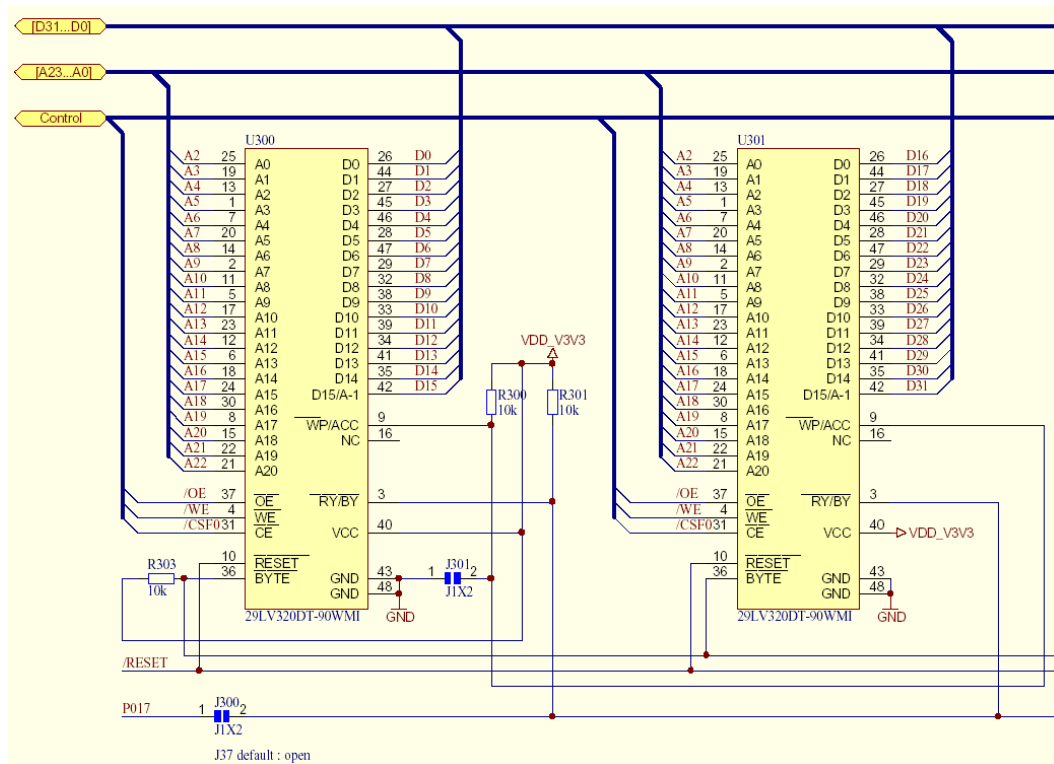 [D31...D0]
[A23...A0]
Control
U300
A2 25 A0 D0 26 D0
A3 19 A1 D1 44 D1
A4 13 A2 D2 27 D2
A5 1 A3 D3 45 D3
A6 7 A4 D4 46 D4
A7 20 A5 D5 28 D5
A8 14 A6 D6 47 D6
A9 2 A7 D7 29 D7
A10 11 A8 D8 32 D8
A11 5 A9 D9 38 D9
A12 17 A10 D10 33 D10
A13 23 A11 D11 39 D11
A14 12 A12 D12 34 D12
A15 6 A13 D13 41 D13
A16 18 A14 D14 35 D14
A17 24 A15 D15/A-1 42 D15
A18 30 A16
A19 8 A17 WP/ACC 9
A20 15 A18 NC 16
A21 22 A19
A22 21 A20
/OE 37 OE RY/BY 3
/WE 4 WE
/CSF0 31 CE VCC 40
10 RESET
36 BYTE GND 43
GND 48
29LV320DT-90WMI
GND
R303
10k
J301
1 2
J1X2
VDD_V3V3
R300
10k
R301
10k
U301
A2 25 A0 D0 26 D16
A3 19 A1 D1 44 D17
A4 13 A2 D2 27 D18
A5 1 A3 D3 45 D19
A6 7 A4 D4 46 D20
A7 20 A5 D5 28 D21
A8 14 A6 D6 47 D22
A9 2 A7 D7 29 D23
A10 11 A8 D8 32 D24
A11 5 A9 D9 38 D25
A12 17 A10 D10 33 D26
A13 23 A11 D11 39 D27
A14 12 A12 D12 34 D28
A15 6 A13 D13 41 D29
A16 18 A14 D14 35 D30
A17 24 A15 D15/A-1 42 D31
A18 30 A16
A19 8 A17 WP/ACC 9
A20 15 A18 NC 16
A21 22 A19
A22 21 A20
/OE 37 OE RY/BY 3
/WE 4 WE
/CSF0 31 CE VCC 40 VDD_V3V3
10 RESET
36 BYTE GND 43
GND 48
29LV320DT-90WMI
GND
/RESET
P017
J300
1 2
J1X2
J37 default : open